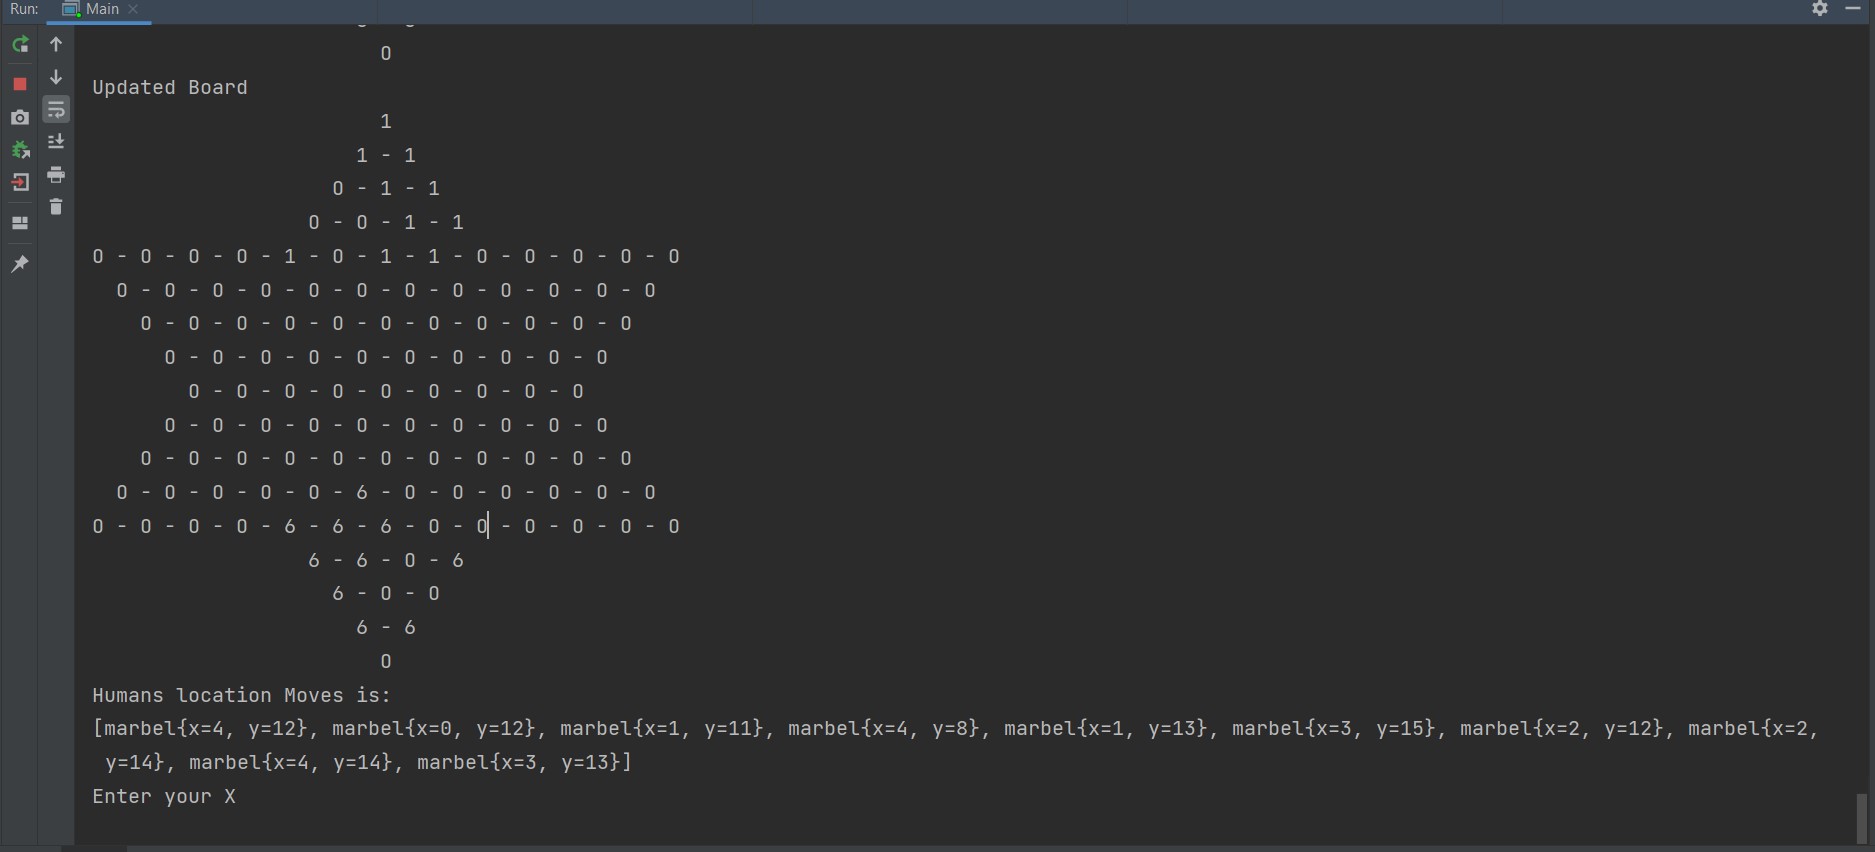 Run: Main
0
Updated Board
1
1 - 1
0 - 1 - 1
0 - 0 - 1 - 1
0 - 0 - 0 - 0 - 1 - 0 - 1 - 1 - 0 - 0 - 0 - 0 - 0
0 - 0 - 0 - 0 - 0 - 0 - 0 - 0 - 0 - 0 - 0 - 0
0 - 0 - 0 - 0 - 0 - 0 - 0 - 0 - 0 - 0 - 0
0 - 0 - 0 - 0 - 0 - 0 - 0 - 0 - 0 - 0
0 - 0 - 0 - 0 - 0 - 0 - 0 - 0 - 0
0 - 0 - 0 - 0 - 0 - 0 - 0 - 0 - 0 - 0
0 - 0 - 0 - 0 - 0 - 0 - 0 - 0 - 0 - 0 - 0
0 - 0 - 0 - 0 - 0 - 6 - 0 - 0 - 0 - 0 - 0 - 0
0 - 0 - 0 - 0 - 6 - 6 - 6 - 0 - 0 - 0 - 0 - 0 - 0
6 - 6 - 0 - 6
6 - 0 - 0
6 - 6
0
Humans location Moves is:
[marbel{x=4, y=12}, marbel{x=0, y=12}, marbel{x=1, y=11}, marbel{x=4, y=8}, marbel{x=1, y=13}, marbel{x=3, y=15}, marbel{x=2, y=12}, marbel{x=2,
y=14}, marbel{x=4, y=14}, marbel{x=3, y=13}]
Enter your X